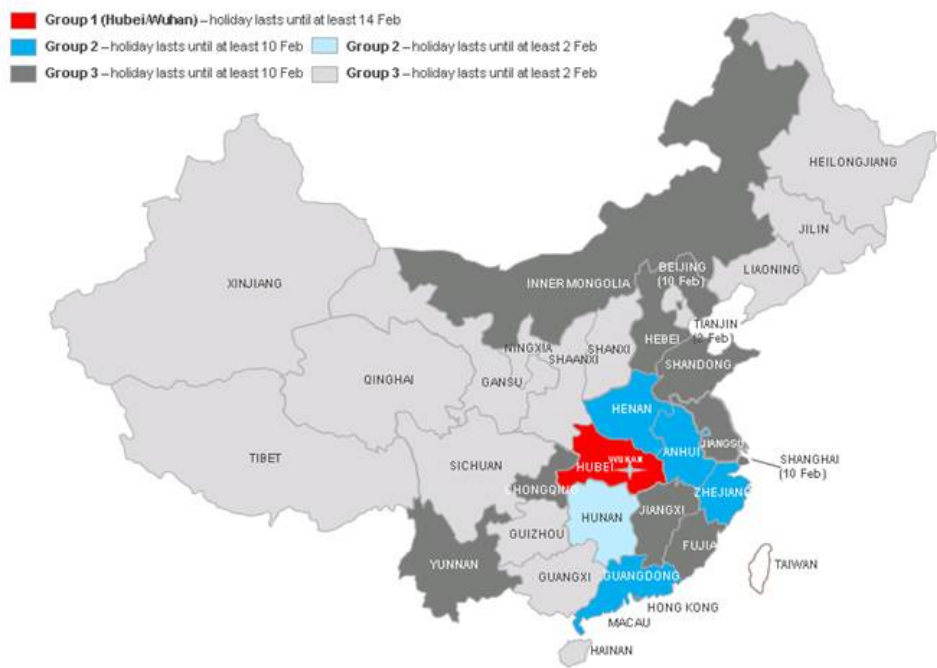 Group 1 (Hubei/Wuhan) – holiday lasts until at least 14 Feb
Group 2 – holiday lasts until at least 10 Feb
Group 2 – holiday lasts until at least 2 Feb
Group 3 – holiday lasts until at least 10 Feb
Group 3 – holiday lasts until at least 2 Feb
HEILONGJIANG
JILIN
LIAONING
BEIJING
(10 Feb)
XINJIANG
INNER MONGOLIA
TIANJIN
(2 Feb)
HEBEI
NINGXIA
SHANXI
SHAANXI
SHANDONG
QINGHAI
GANSU
HENAN
JIANGSU
ANHUI
SHANGHAI
(10 Feb)
TIBET
SICHUAN
HUBEI
WUHAN
CHONGQING
ZHEJIANG
HUNAN
JIANGXI
GUIZHOU
FUJIA
YUNNAN
GUANGXI
GUANGDONG
TAIWAN
HONG KONG
MACAU
HAINAN